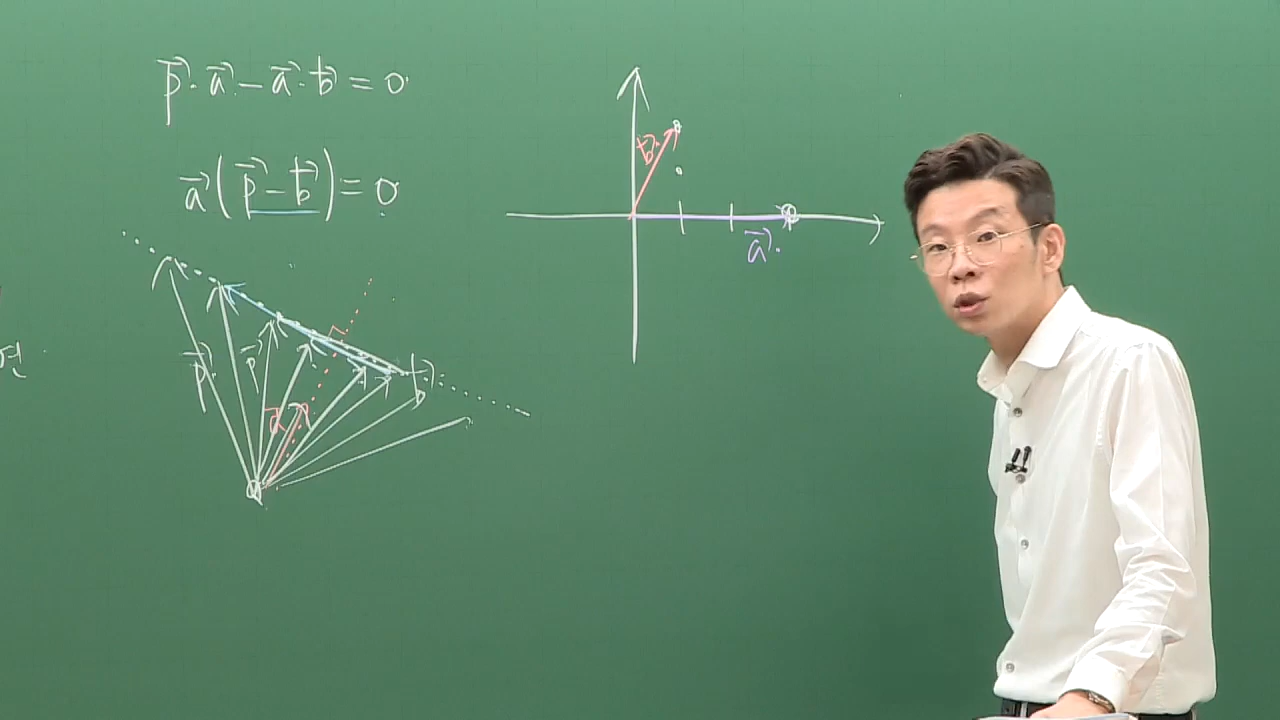 p⃗·a⃗ − a⃗·b⃗ = 0
a⃗(p⃗ − b⃗) = 0
b⃗
a⃗
p⃗
p⃗
b⃗
a⃗